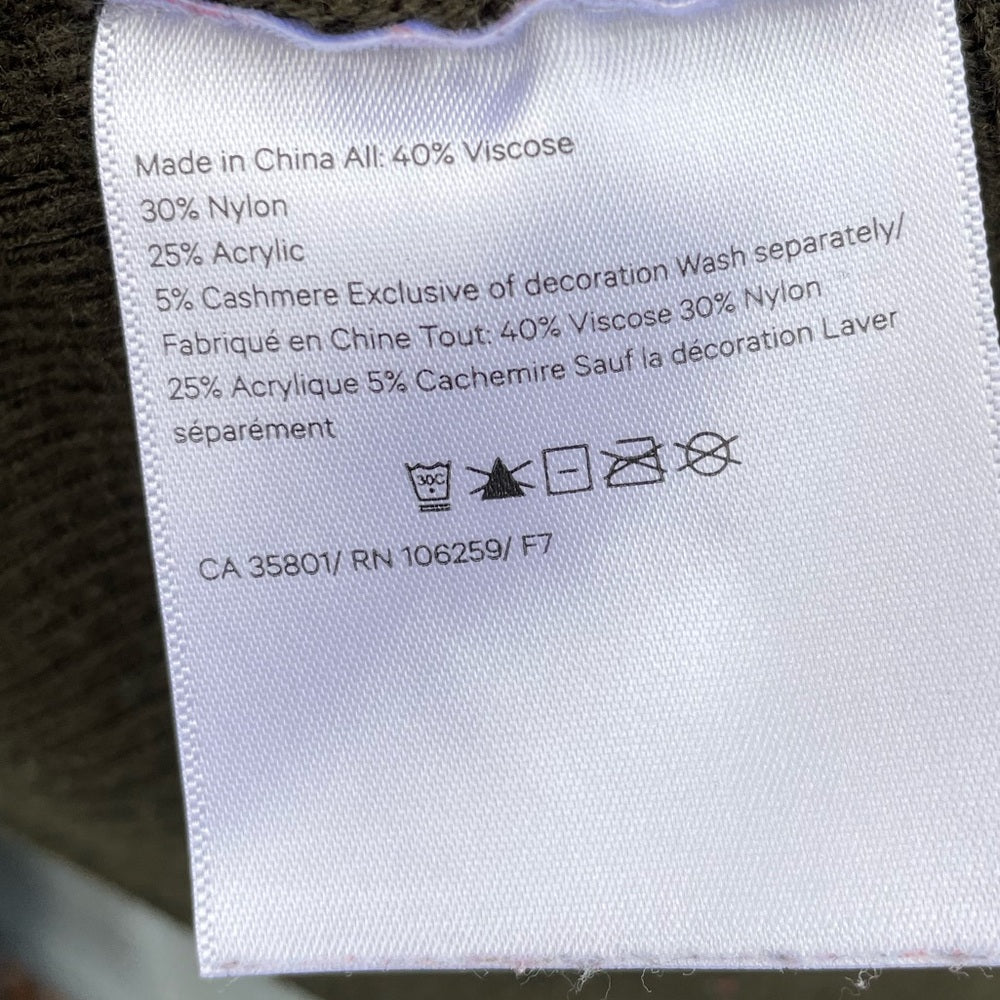 Made in China All: 40% Viscose
30% Nylon
25% Acrylic
5% Cashmere Exclusive of decoration Wash separately/
Fabriqué en Chine Tout: 40% Viscose 30% Nylon
25% Acrylique 5% Cachemire Sauf la décoration Laver
séparément
30C
CA 35801/ RN 106259/ F7